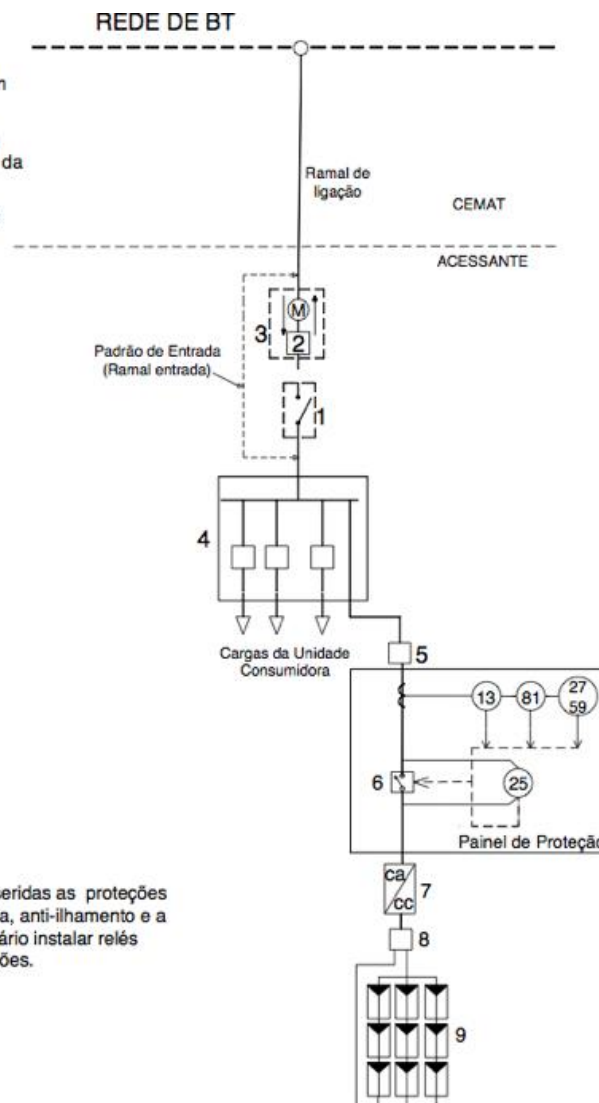 REDE DE BT
da
Ramal de
ligação
CEMAT
ACESSANTE
M
3
2
Padrão de Entrada
(Ramal entrada)
1
4
Cargas da Unidade
Consumidora
5
13
81
27
59
6
25
Painel de Proteção
ca
cc
7
8
eridas as proteções
a, anti-ilhamento e a
ário instalar relés
ões.
9